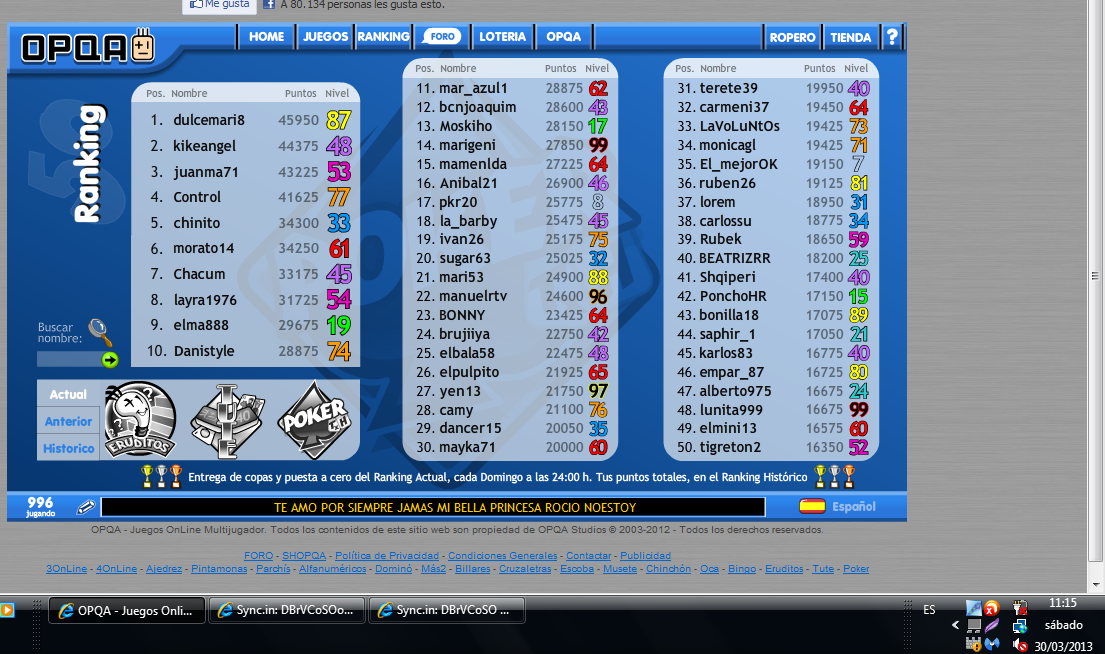 Me gusta A 80.134 personas les gusta esto.
OPQA HOME JUEGOS RANKING FORO LOTERIA OPQA ROPERO TIENDA ?
Ranking
Pos. Nombre Puntos Nivel
1. dulcemari8 45950 87
2. kikeangel 44375 48
3. juanma71 43225 53
4. Control 41625 77
5. chinito 34300 33
6. morato14 34250 61
7. Chacum 33175 45
8. layra1976 31725 54
9. elma888 29675 19
10. Danistyle 28875 74
Pos. Nombre Puntos Nivel
11. mar_azul1 28875 62
12. bcnjoaquim 28600 43
13. Moskiho 28150 17
14. marigeni 27850 99
15. mamenlda 27225 64
16. Anibal21 26900 46
17. pkr20 25775 8
18. la_barby 25475 45
19. ivan26 25175 75
20. sugar63 25025 32
21. mari53 24900 88
22. manuelrtv 24600 96
23. BONNY 23425 64
24. brujiiya 22750 42
25. elbala58 22475 48
26. elpulpito 21925 65
27. yen13 21750 97
28. camy 21100 76
29. dancer15 20050 35
30. mayka71 20000 60
Pos. Nombre Puntos Nivel
31. terete39 19950 40
32. carmeni37 19450 64
33. LaVoLuNtOs 19425 73
34. monicagl 19425 71
35. El_mejorOK 19150 7
36. ruben26 19125 81
37. lorem 18950 31
38. carlossu 18775 34
39. Rubek 18650 59
40. BEATRIZRR 18200 25
41. Shqiperi 17400 40
42. PonchoHR 17150 15
43. bonilla18 17075 89
44. saphir_1 17050 21
45. karlos83 16775 40
46. empar_87 16725 80
47. alberto975 16675 24
48. lunita999 16675 99
49. elmini13 16575 60
50. tigreton2 16350 52
Buscar
nombre:
Actual
Anterior
Historico
ERUDITOS
POKER
Entrega de copas y puesta a cero del Ranking Actual, cada Domingo a las 24:00 h. Tus puntos totales, en el Ranking Histórico
996
jugando
TE AMO POR SIEMPRE JAMAS MI BELLA PRINCESA ROCIO NOESTOY
Español
OPQA - Juegos OnLine Multijugador. Todos los contenidos de este sitio web son propiedad de OPQA Studios © 2003-2012 - Todos los derechos reservados.
FORO - SHOPQA - Política de Privacidad - Condiciones Generales - Contactar - Publicidad
3OnLine - 4OnLine - Ajedrez - Pintamonas - Parchís - Alfanuméricos - Dominó - Más2 - Billares - Cruzaletras - Escoba - Musete - Chinchón - Oca - Bingo - Eruditos - Tute - Poker
OPQA - Juegos Onli... Sync.in: DBrVCoSOo... Sync.in: DBrVCoSO ... ES
11:15
sábado
30/03/2013